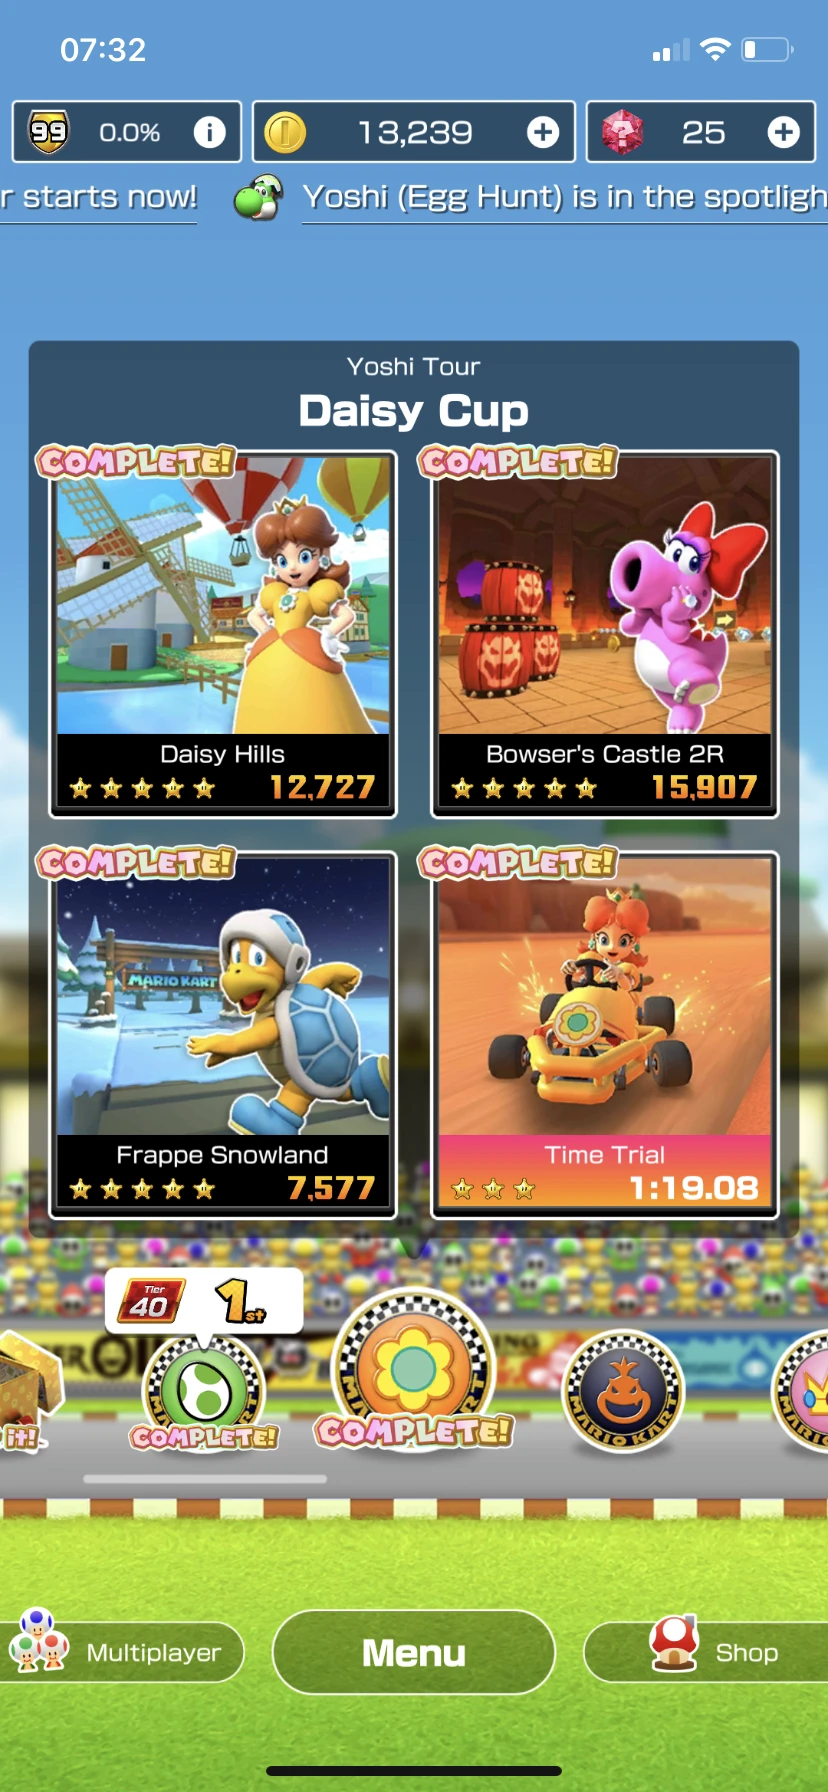 07:32
99 0.0% i 13,239 + 25 +
r starts now! Yoshi (Egg Hunt) is in the spotligh
Yoshi Tour
Daisy Cup
COMPLETE! COMPLETE!
Daisy Hills Bowser's Castle 2R
12,727 15,907
COMPLETE! COMPLETE!
MARIO KART
Frappe Snowland Time Trial
7,577 1:19.08
Tier
40 1st
it! COMPLETE! COMPLETE! MARIO KART MARIO
Multiplayer Menu Shop